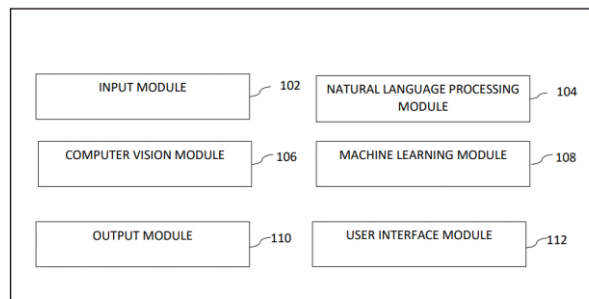 INPUT MODULE
102
NATURAL LANGUAGE PROCESSING
MODULE
104
COMPUTER VISION MODULE
106
MACHINE LEARNING MODULE
108
OUTPUT MODULE
110
USER INTERFACE MODULE
112